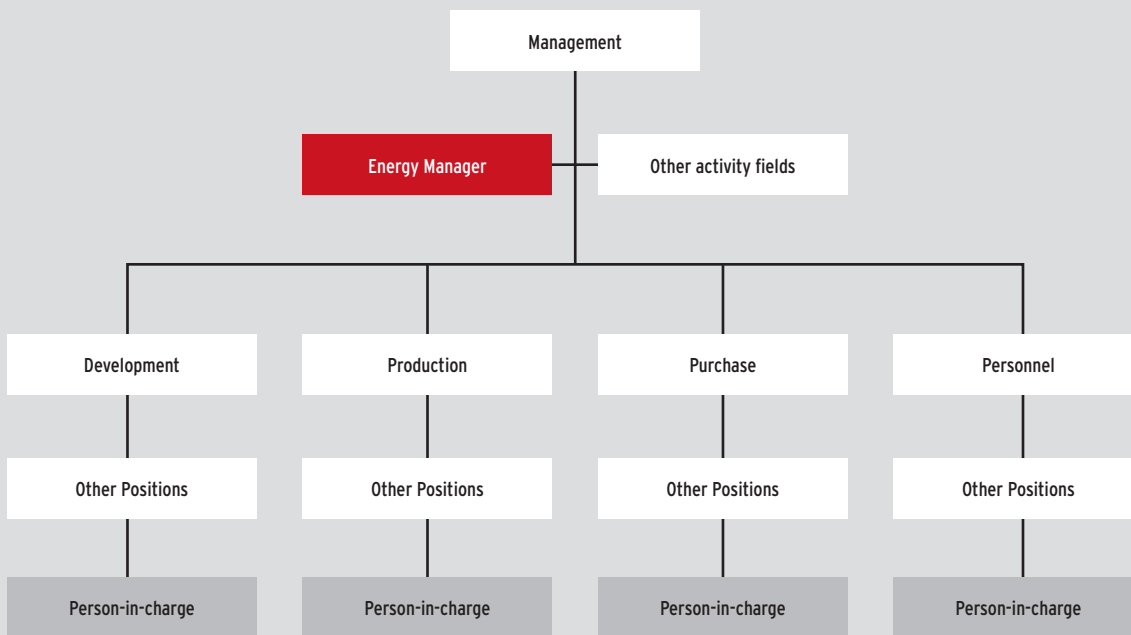 Management
Energy Manager
Other activity fields
Development
Production
Purchase
Personnel
Other Positions
Other Positions
Other Positions
Other Positions
Person-in-charge
Person-in-charge
Person-in-charge
Person-in-charge